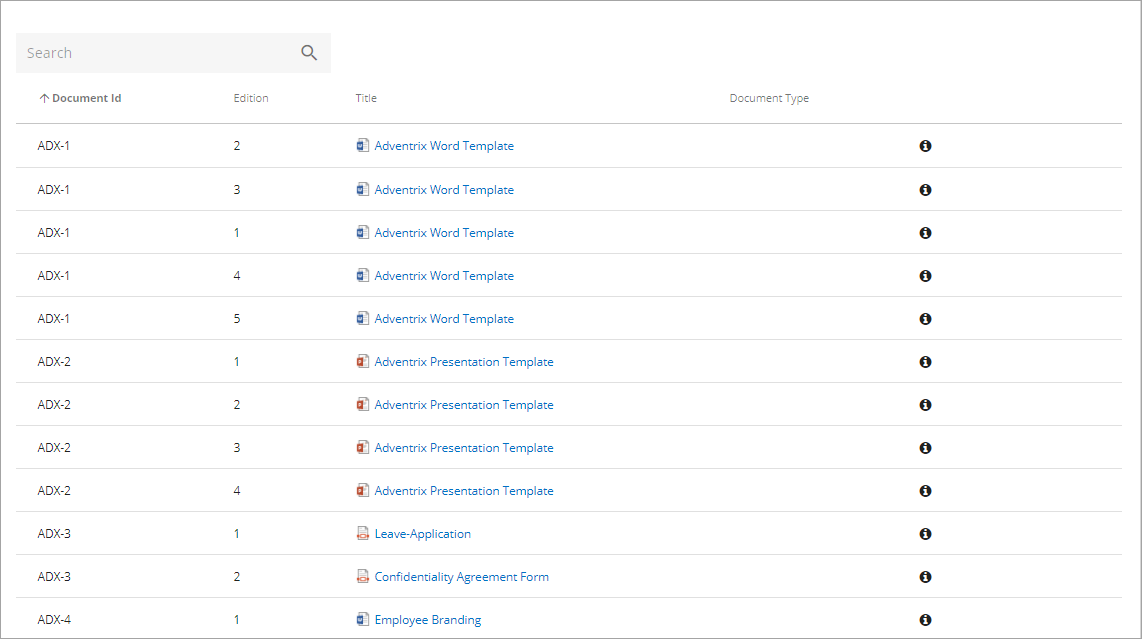 Search
Document Id Edition Title Document Type
ADX-1 2 Adventrix Word Template
ADX-1 3 Adventrix Word Template
ADX-1 1 Adventrix Word Template
ADX-1 4 Adventrix Word Template
ADX-1 5 Adventrix Word Template
ADX-2 1 Adventrix Presentation Template
ADX-2 2 Adventrix Presentation Template
ADX-2 3 Adventrix Presentation Template
ADX-2 4 Adventrix Presentation Template
ADX-3 1 Leave-Application
ADX-3 2 Confidentiality Agreement Form
ADX-4 1 Employee Branding